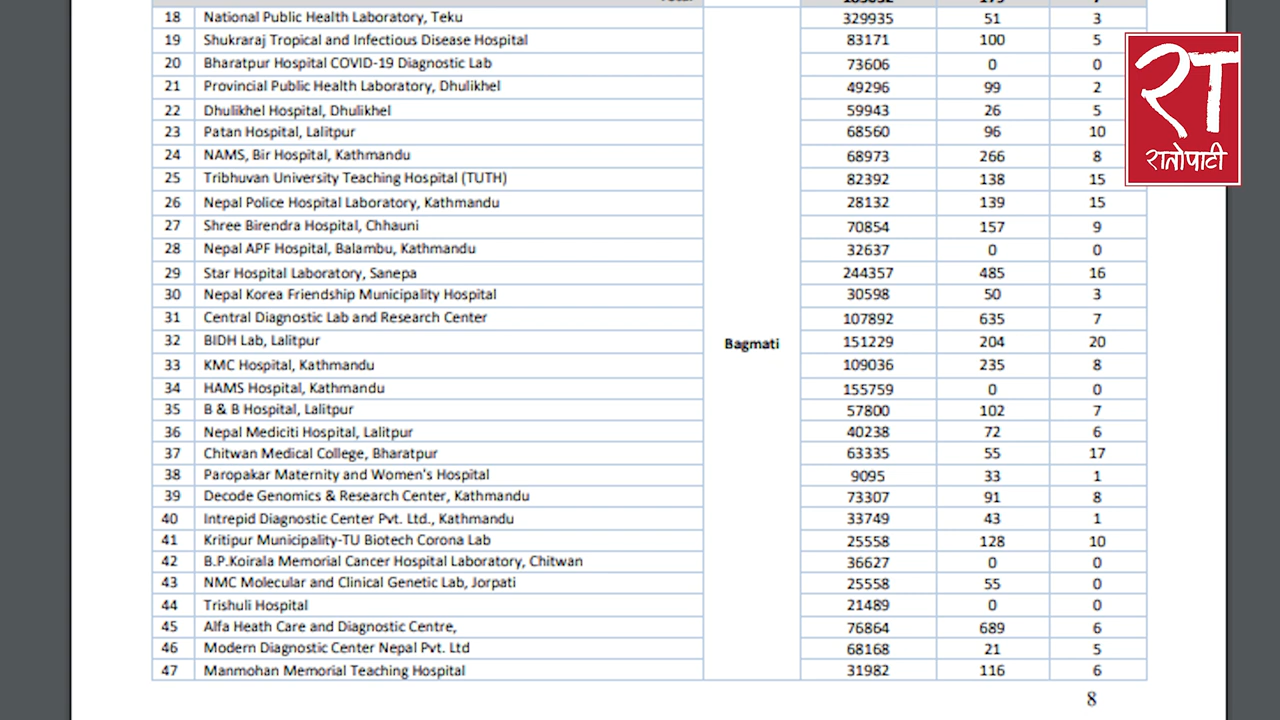 18 National Public Health Laboratory, Teku 329935 51 3
19 Shukraraj Tropical and Infectious Disease Hospital 83171 100 5
20 Bharatpur Hospital COVID-19 Diagnostic Lab 73606 0 0
21 Provincial Public Health Laboratory, Dhulikhel 49296 99 2
22 Dhulikhel Hospital, Dhulikhel 59943 26 5
23 Patan Hospital, Lalitpur 68560 96 10
24 NAMS, Bir Hospital, Kathmandu 68973 266 8
25 Tribhuvan University Teaching Hospital (TUTH) 82392 138 15
26 Nepal Police Hospital Laboratory, Kathmandu 28132 139 15
27 Shree Birendra Hospital, Chhauni 70854 157 9
28 Nepal APF Hospital, Balambu, Kathmandu 32637 0 0
29 Star Hospital Laboratory, Sanepa 244357 485 16
30 Nepal Korea Friendship Municipality Hospital 30598 50 3
31 Central Diagnostic Lab and Research Center 107892 635 7
32 BIDH Lab, Lalitpur 151229 204 20
Bagmati
33 KMC Hospital, Kathmandu 109036 235 8
34 HAMS Hospital, Kathmandu 155759 0 0
35 B & B Hospital, Lalitpur 57800 102 7
36 Nepal Mediciti Hospital, Lalitpur 40238 72 6
37 Chitwan Medical College, Bharatpur 63335 55 17
38 Paropakar Maternity and Women's Hospital 9095 33 1
39 Decode Genomics & Research Center, Kathmandu 73307 91 8
40 Intrepid Diagnostic Center Pvt. Ltd., Kathmandu 33749 43 1
41 Kritipur Municipality-TU Biotech Corona Lab 25558 128 10
42 B.P.Koirala Memorial Cancer Hospital Laboratory, Chitwan 36627 0 0
43 NMC Molecular and Clinical Genetic Lab, Jorpati 25558 55 0
44 Trishuli Hospital 21489 0 0
45 Alfa Heath Care and Diagnostic Centre, 76864 689 6
46 Modern Diagnostic Center Nepal Pvt. Ltd 68168 21 5
47 Manmohan Memorial Teaching Hospital 31982 116 6
8
रा
रातोपाटी